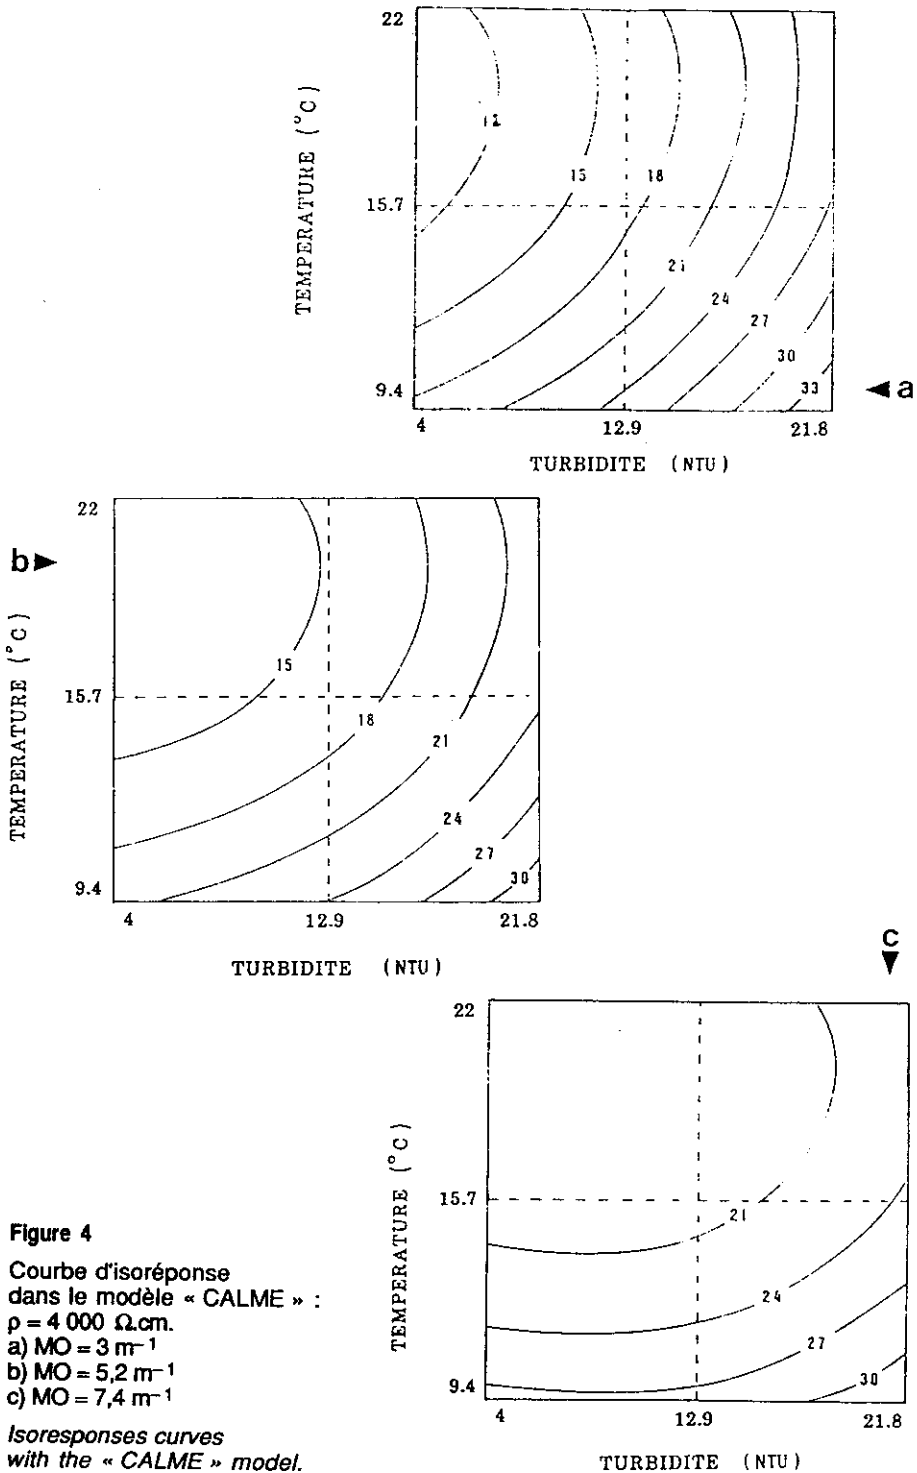 22
TEMPERATURE (°C)
12
15
18
15.7
21
24
27
30
33
9.4
a
4
12.9
21.8
TURBIDITE (NTU)
22
b
TEMPERATURE (°C)
15
15.7
18
21
24
27
30
9.4
4
12.9
21.8
TURBIDITE (NTU)
c
22
TEMPERATURE (°C)
15.7
21
24
27
30
9.4
4
12.9
21.8
TURBIDITE (NTU)
Figure 4
Courbe d'isoréponse
dans le modèle « CALME » :
ρ = 4 000 Ω.cm.
a) MO = 3 m⁻¹
b) MO = 5,2 m⁻¹
c) MO = 7,4 m⁻¹
Isoresponses curves
with the « CALME » model.